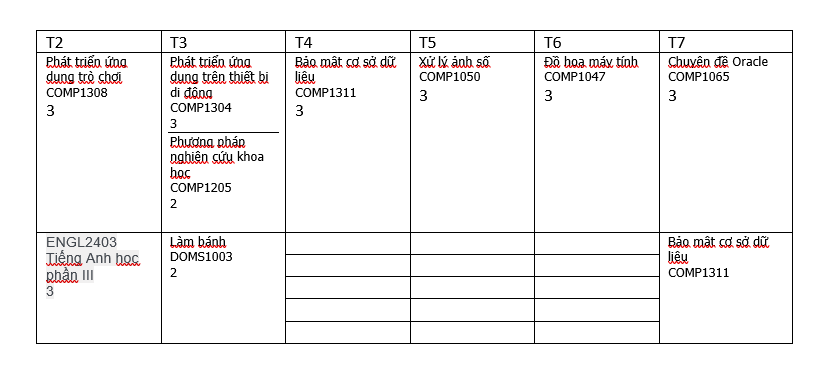 T2
T3
T4
T5
T6
T7
Phát triển ứng
dụng trò chơi
COMP1308
3
Phát triển ứng
dụng trên thiết bị
di động
COMP1304
3
Phương pháp
nghiên cứu khoa
học
COMP1205
2
Bảo mật cơ sở dữ
liệu
COMP1311
3
Xử lý ảnh số
COMP1050
3
Đồ họa máy tính
COMP1047
3
Chuyên đề Oracle
COMP1065
3
ENGL2403
Tiếng Anh học
phần III
3
Làm bánh
DOMS1003
2
Bảo mật cơ sở dữ
liệu
COMP1311